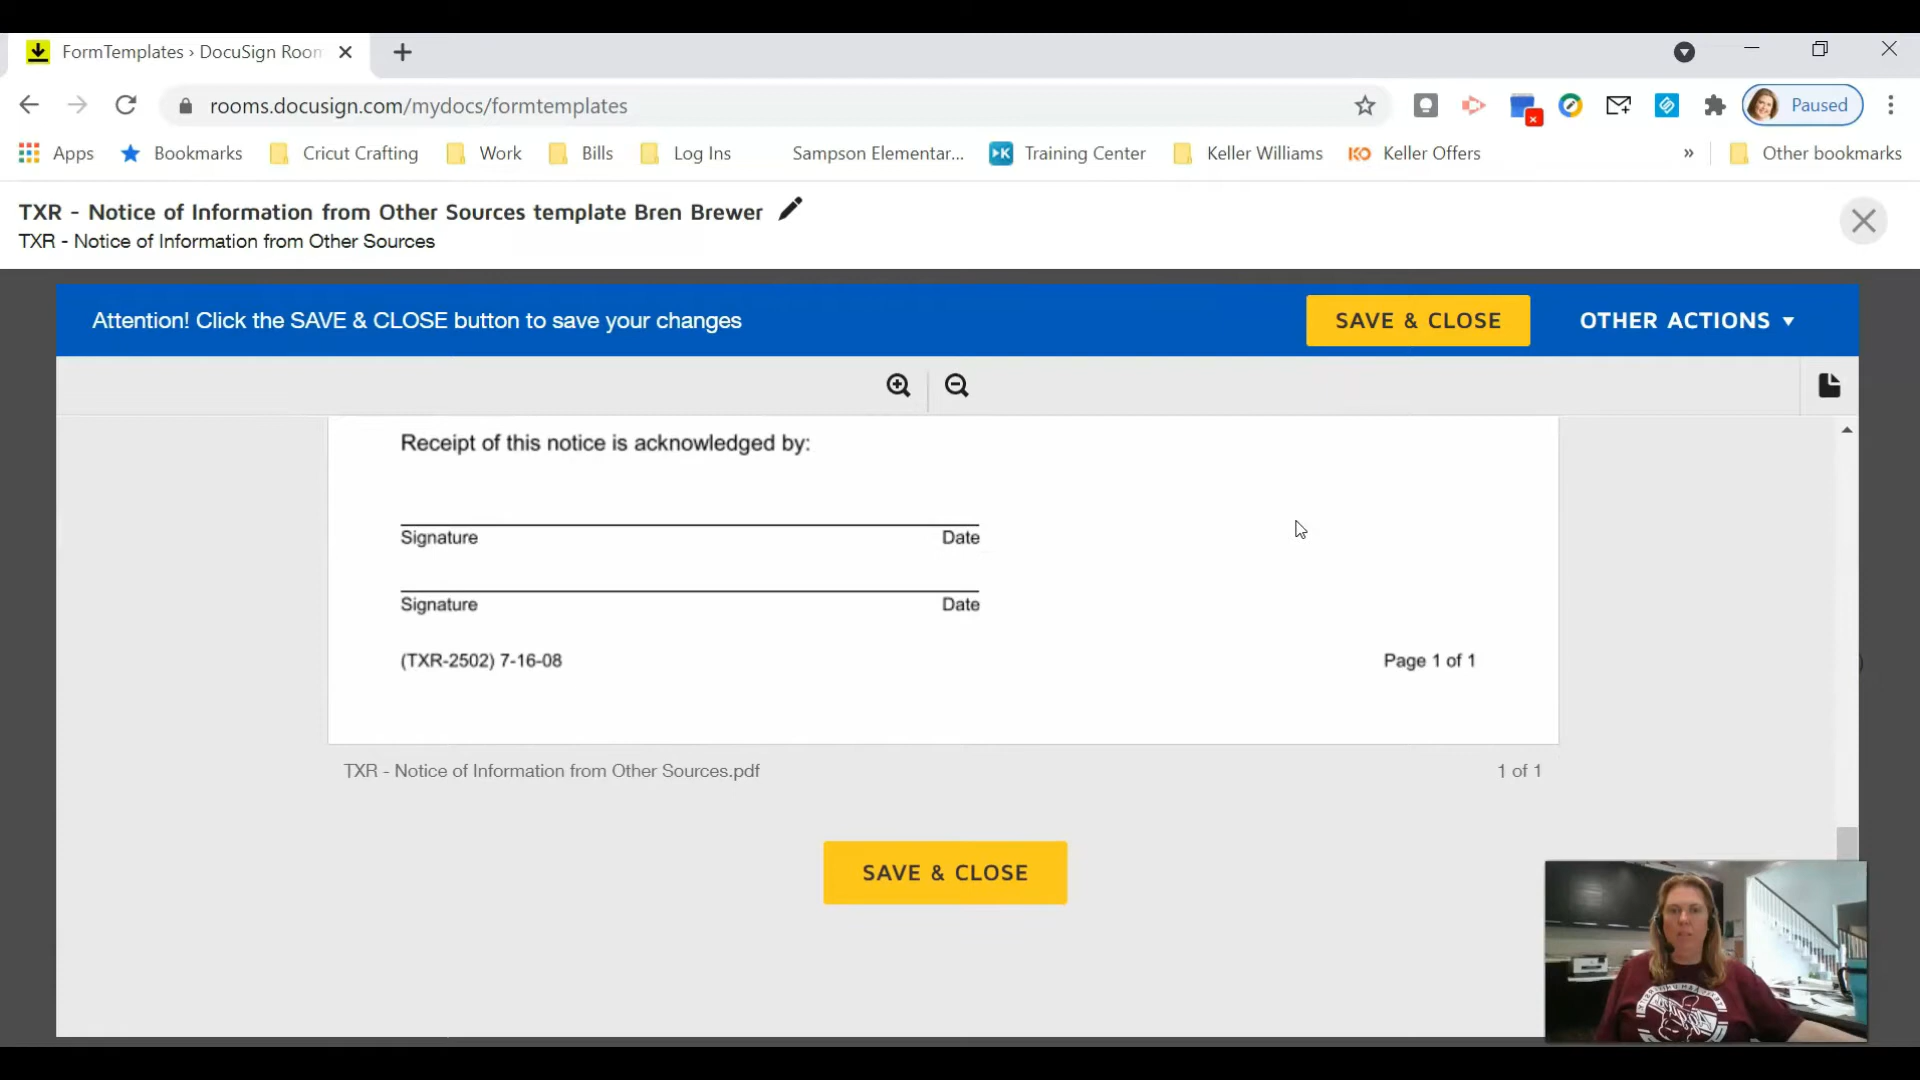 FormTemplates › DocuSign Room
rooms.docusign.com/mydocs/formtemplates
Paused
Apps
Bookmarks
Cricut Crafting
Work
Bills
Log Ins
Sampson Elementar...
Training Center
Keller Williams
KO Keller Offers
»
Other bookmarks
TXR - Notice of Information from Other Sources template Bren Brewer
TXR - Notice of Information from Other Sources
Attention! Click the SAVE & CLOSE button to save your changes
SAVE & CLOSE
OTHER ACTIONS
Receipt of this notice is acknowledged by:
Signature Date
Signature Date
(TXR-2502) 7-16-08 Page 1 of 1
TXR - Notice of Information from Other Sources.pdf 1 of 1
SAVE & CLOSE